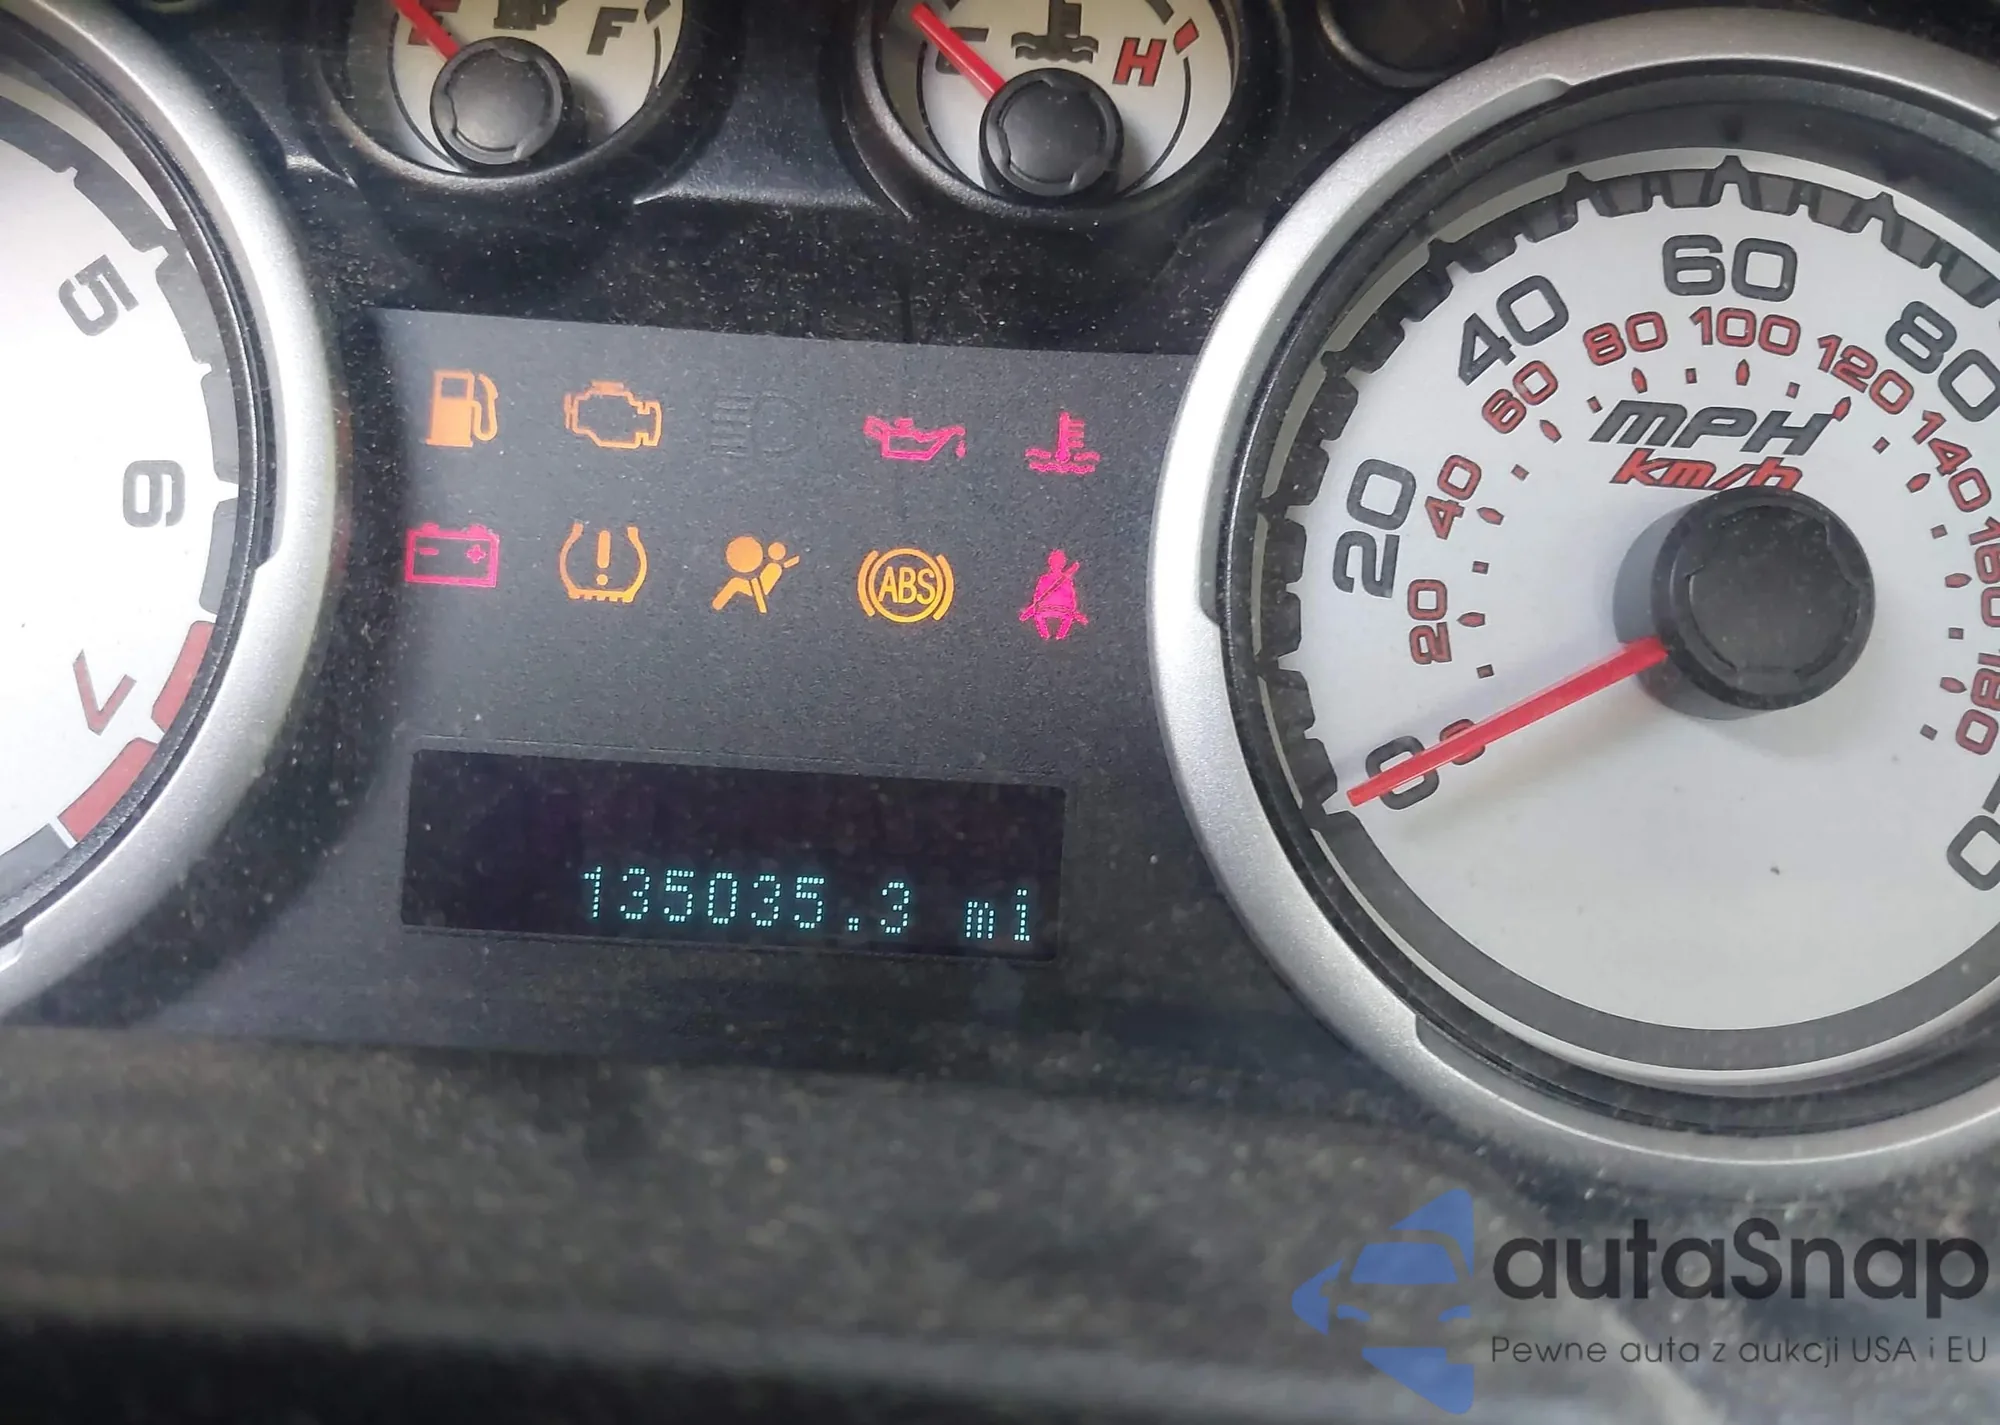 E F
C H
5
6
7
ABS
135035.3 mi
0 20 40 60 80
0 20 40 60 80 100 120 140 160 180
MPH
km/h
autaSnap
Pewne auta z aukcji USA i EU